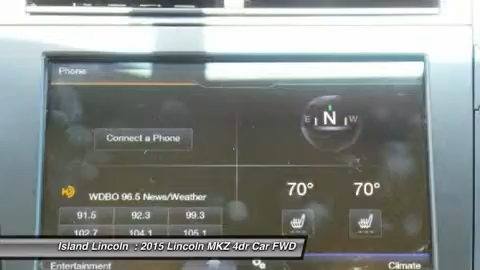 Phone
E N W
Connect a Phone
70° 70°
WDBO 96.5 News/Weather
91.5 92.3 99.3
102.7 104.1 105.1
Island Lincoln : 2015 Lincoln MKZ 4dr Car FWD
Entertainment Climate